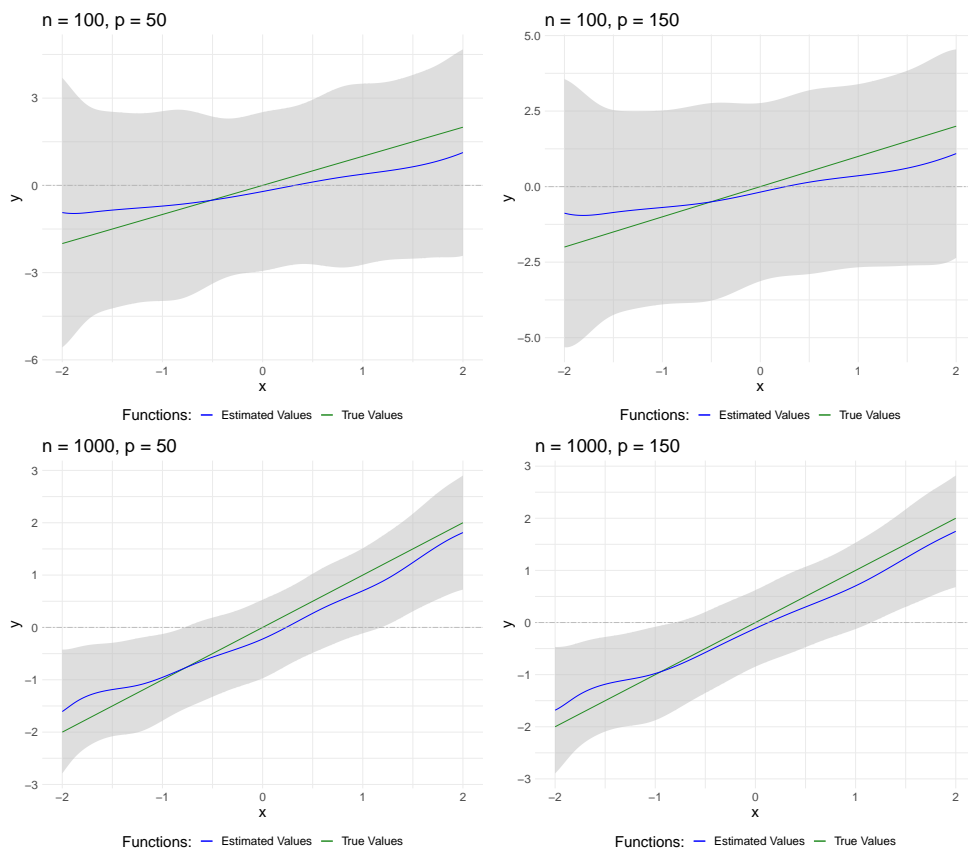 n = 100, p = 50
3
0
−3
−6
y
−2
−1
0
1
2
x
Functions: Estimated Values True Values
n = 100, p = 150
5.0
2.5
0.0
−2.5
−5.0
y
−2
−1
0
1
2
x
Functions: Estimated Values True Values
n = 1000, p = 50
3
2
1
0
−1
−2
−3
y
−2
−1
0
1
2
x
Functions: Estimated Values True Values
n = 1000, p = 150
3
2
1
0
−1
−2
−3
y
−2
−1
0
1
2
x
Functions: Estimated Values True Values